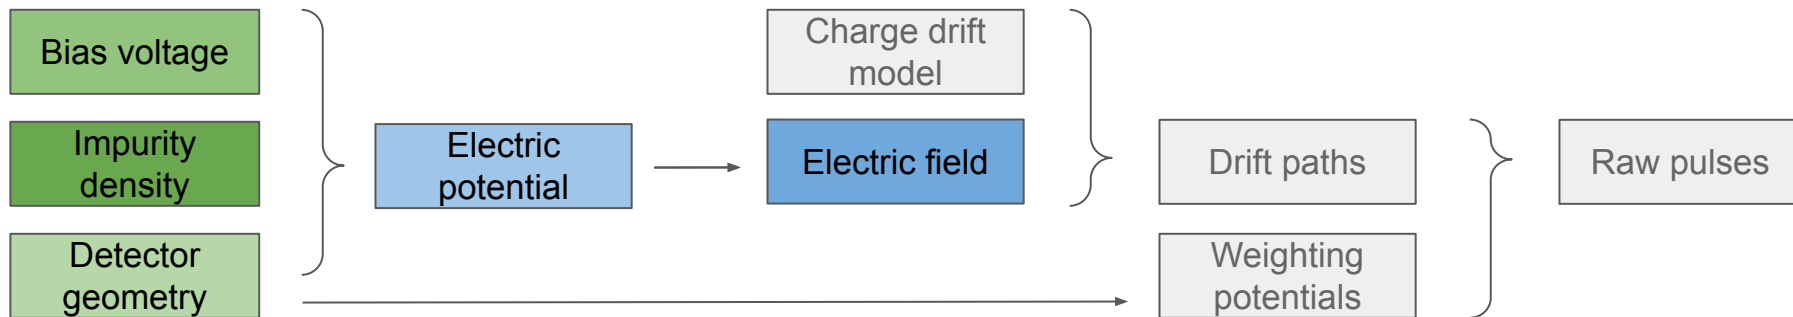 Bias voltage
Impurity
density
Detector
geometry
Electric
potential
Charge drift
model
Electric field
Drift paths
Weighting
potentials
Raw pulses